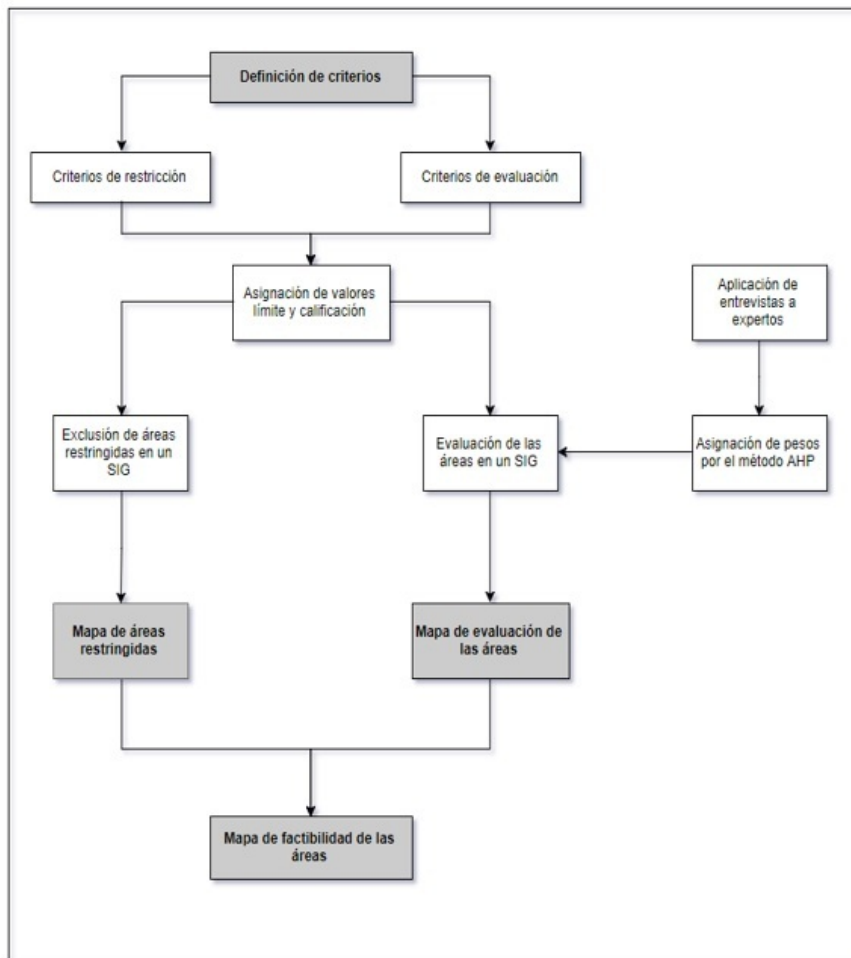 Definición de criterios
Criterios de restricción
Criterios de evaluación
Asignación de valores
límite y calificación
Aplicación de
entrevistas a
expertos
Exclusión de áreas
restringidas en un
SIG
Evaluación de las
áreas en un SIG
Asignación de pesos
por el método AHP
Mapa de áreas
restringidas
Mapa de evaluación de
las áreas
Mapa de factibilidad de las
áreas